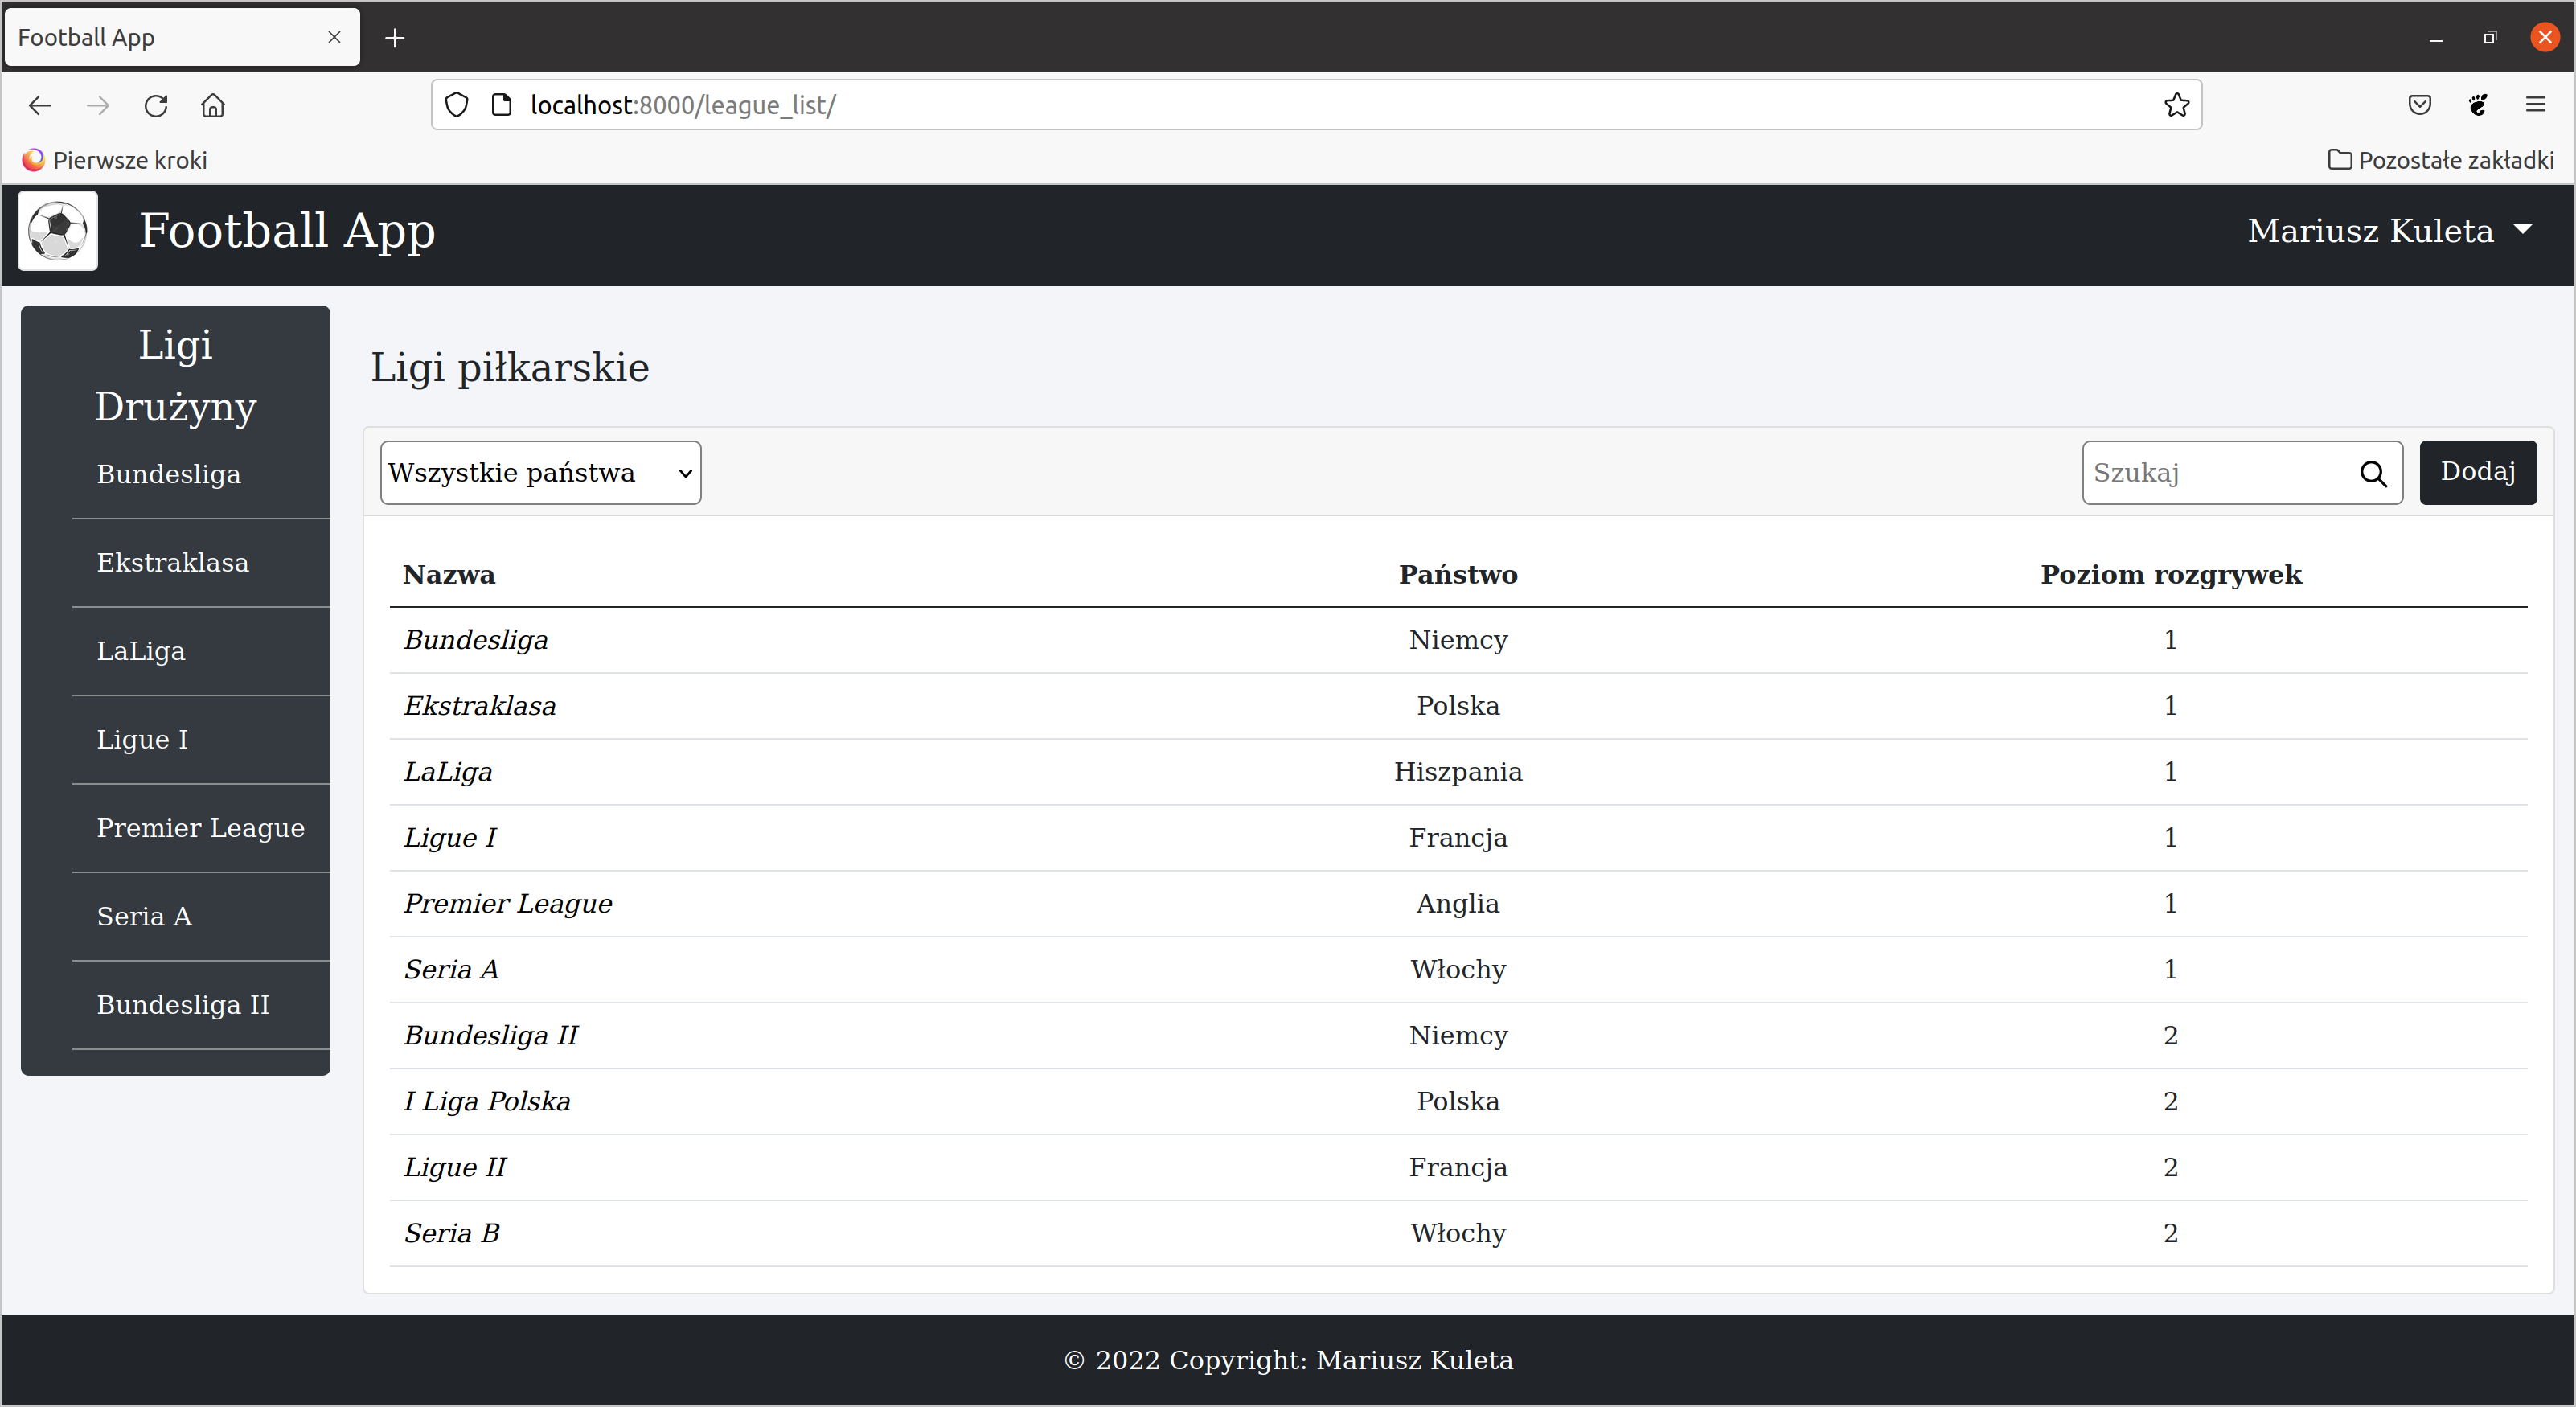 Football App
localhost:8000/league_list/
Pierwsze kroki
Pozostałe zakładki
Football App
Mariusz Kuleta
Ligi
Drużyny
Bundesliga
Ekstraklasa
LaLiga
Ligue I
Premier League
Seria A
Bundesliga II
Ligi piłkarskie
Wszystkie państwa
Szukaj
Dodaj
Nazwa Państwo Poziom rozgrywek
Bundesliga Niemcy 1
Ekstraklasa Polska 1
LaLiga Hiszpania 1
Ligue I Francja 1
Premier League Anglia 1
Seria A Włochy 1
Bundesliga II Niemcy 2
I Liga Polska Polska 2
Ligue II Francja 2
Seria B Włochy 2
© 2022 Copyright: Mariusz Kuleta